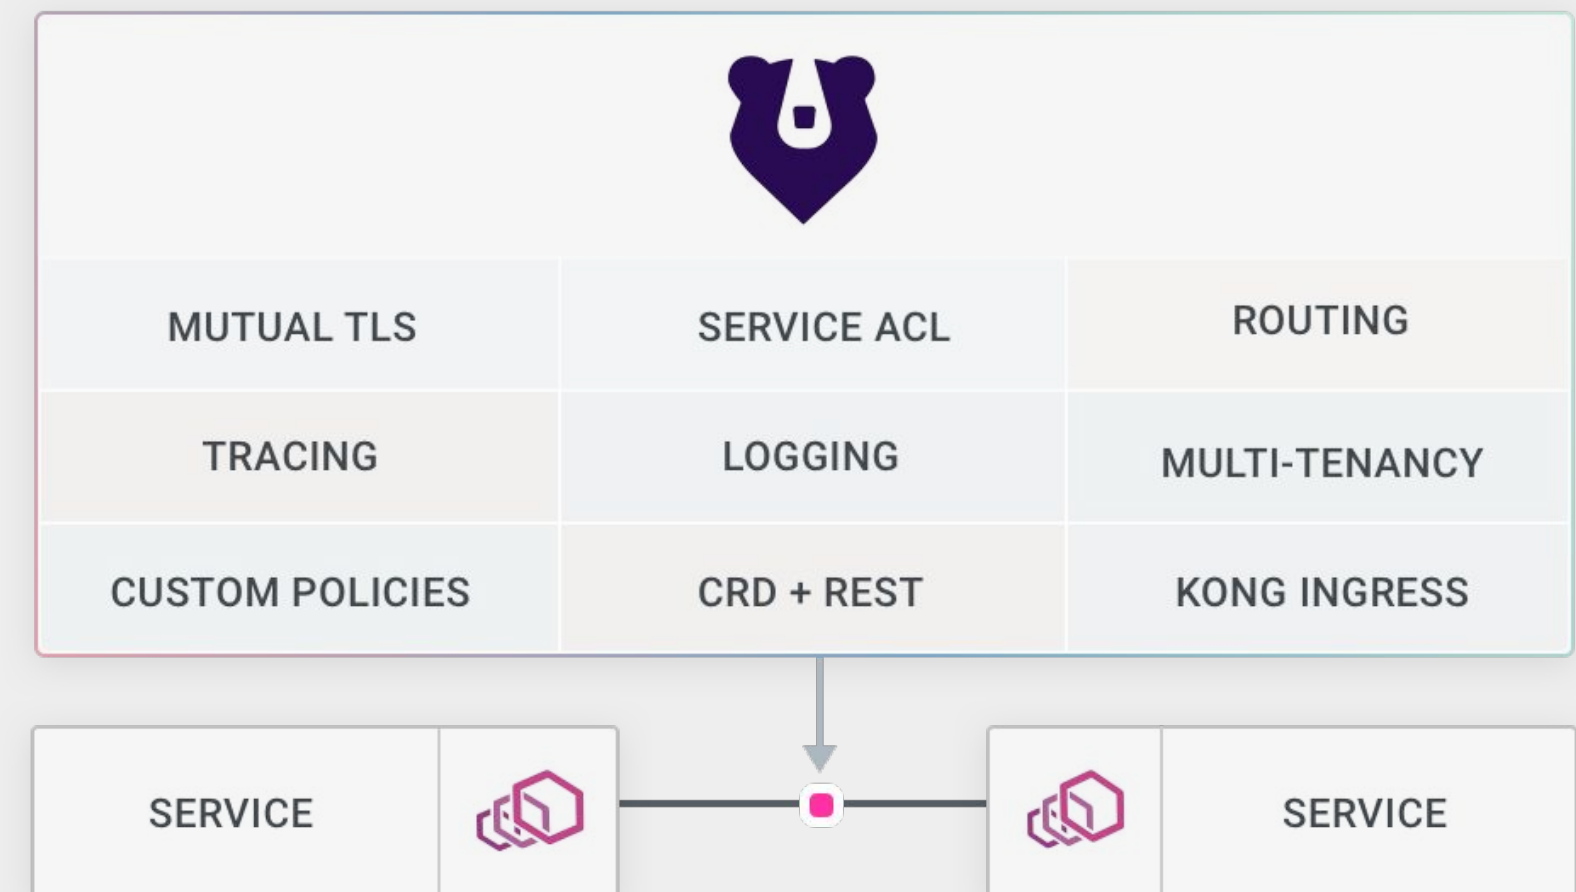 MUTUAL TLS
SERVICE ACL
ROUTING
TRACING
LOGGING
MULTI-TENANCY
CUSTOM POLICIES
CRD + REST
KONG INGRESS
SERVICE
SERVICE